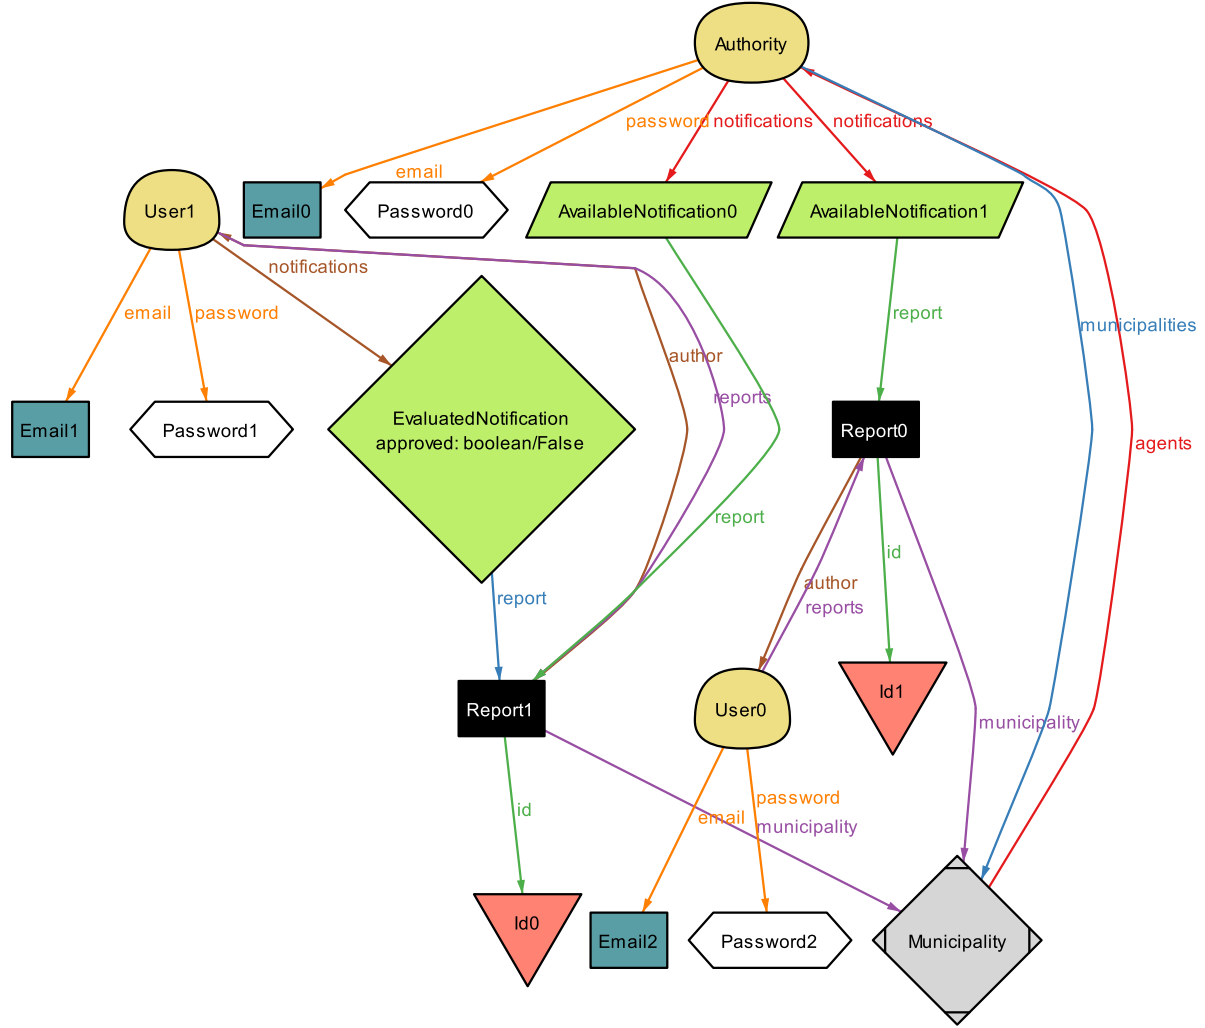 Authority
password
notifications
notifications
email
User1
Email0
Password0
AvailableNotification0
AvailableNotification1
notifications
email
password
report
municipalities
author
reports
EvaluatedNotification
approved: boolean/False
Email1
Password1
Report0
agents
report
id
author
report
reports
Id1
Report1
User0
municipality
password
id
email
municipality
Id0
Email2
Password2
Municipality